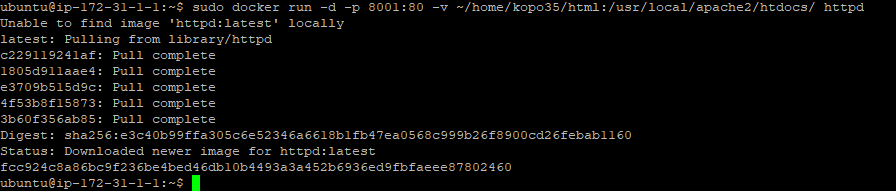 ubuntu@ip-172-31-1-1:~$ sudo docker run -d -p 8001:80 -v ~/home/kopo35/html:/usr/local/apache2/htdocs/ httpd
Unable to find image 'httpd:latest' locally
latest: Pulling from library/httpd
c229119241af: Pull complete
1805d911aae4: Pull complete
e3709b515d9c: Pull complete
4f53b8f15873: Pull complete
3b60f356ab85: Pull complete
Digest: sha256:e3c40b99ffa305c6e52346a6618b1fb47ea0568c999b26f8900cd26febab1160
Status: Downloaded newer image for httpd:latest
fcc924c8a86bc9f236be4bed46db10b4493a3a452b6936ed9fbfaeee87802460
ubuntu@ip-172-31-1-1:~$